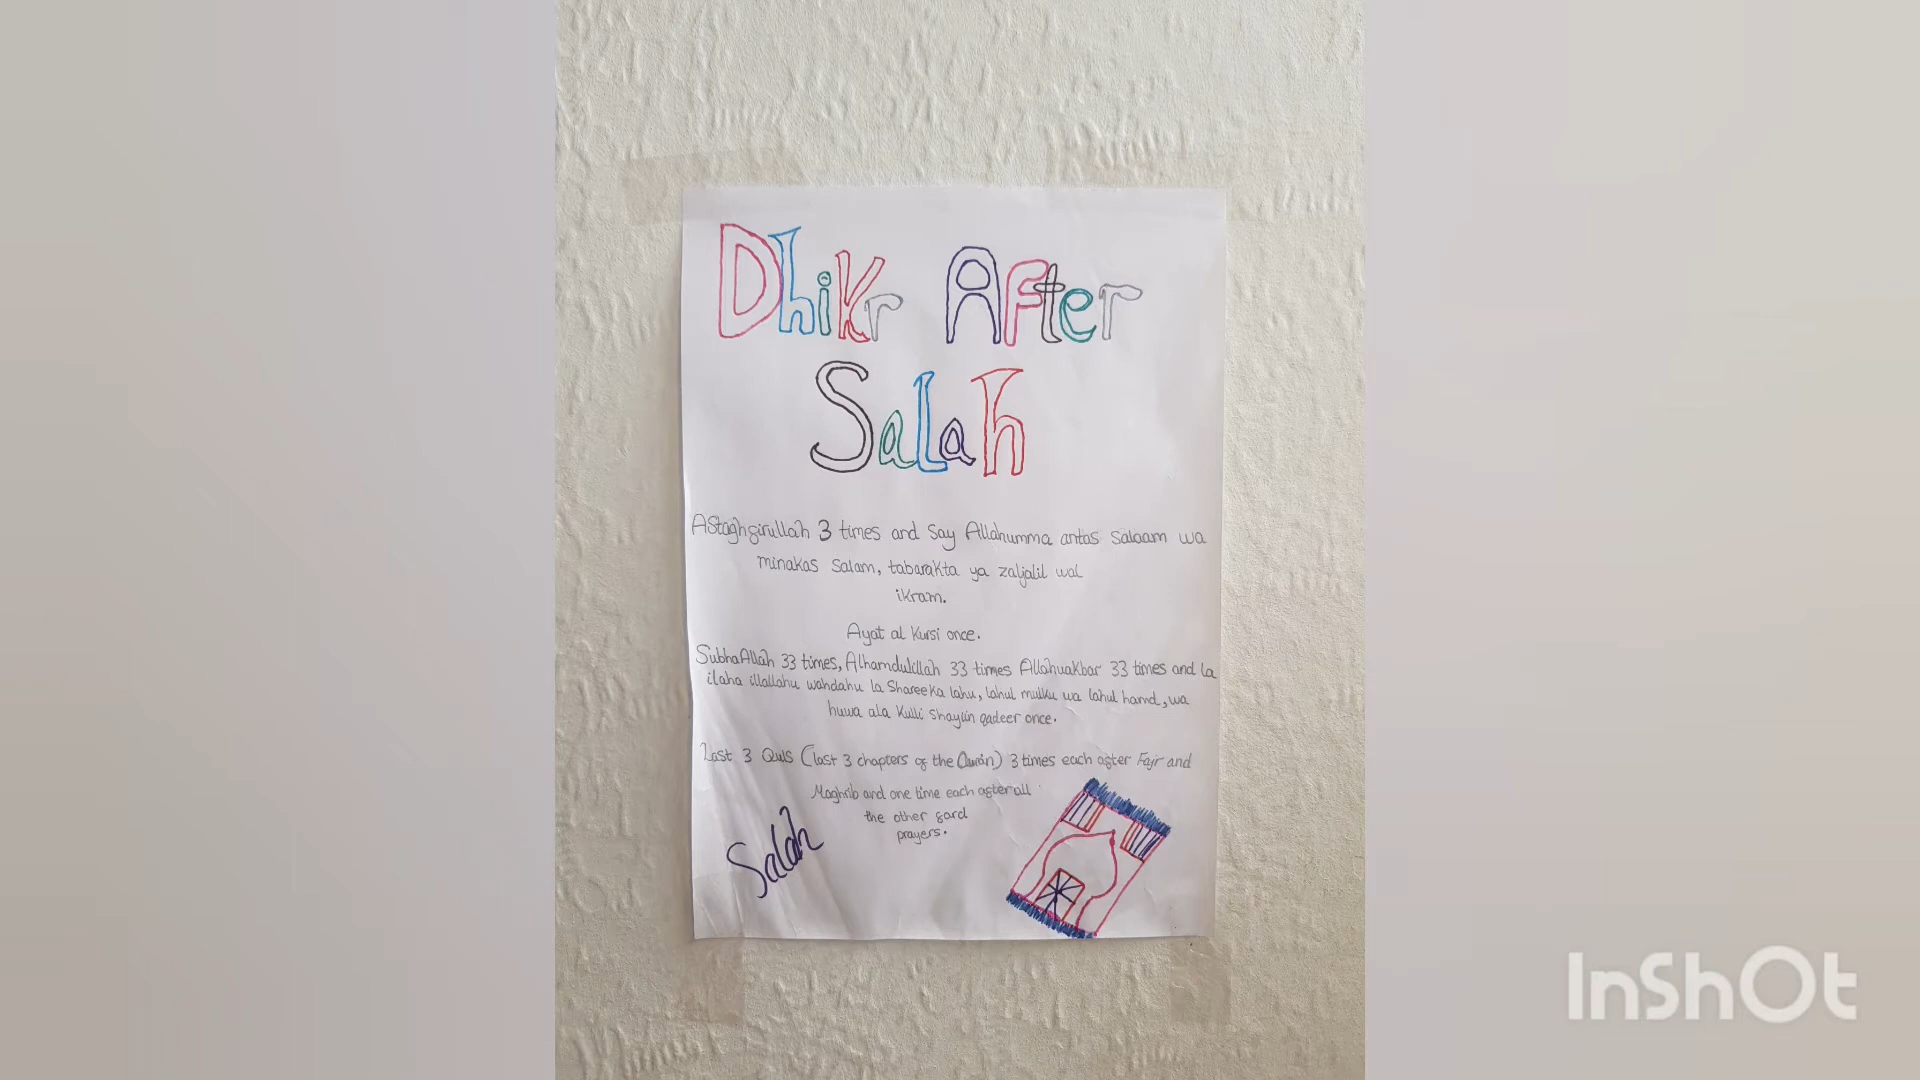 Dhikr After
Salah
Astaghgirullah 3 times and say Allahumma antas salaam wa
minakas salam, tabarakta ya zaljalil wal
ikram.
Ayat al Kursi once.
SubhaAllah 33 times, Alhamdulillah 33 times Allahuakbar 33 times and la
ilaha illallahu wahdahu la Shareeka lahu, lahul mulku wa lahul hamd, wa
huwa ala Kulli Shayiin qadeer once.
Last 3 Quls (last 3 chapters of the Quran) 3 times each after Fajr and
Maghrib and one time each after all
the other fard
prayers.
Salah
InShOt